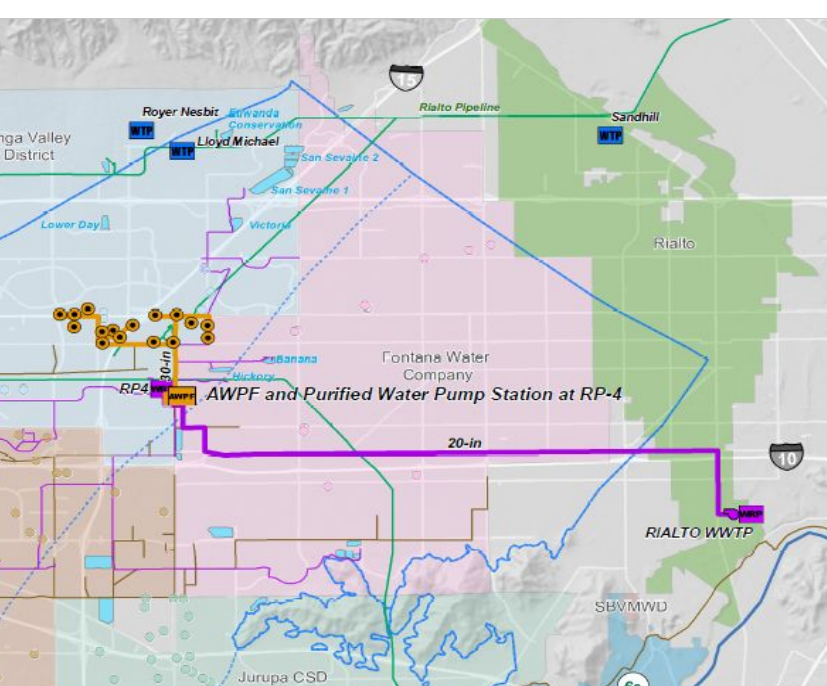 15
Rialto Pipeline
Royer Nesbit
Etiwanda
Conservation
Sandhill
WTP
WTP
nga Valley
District
WTP
Lloyd Michael
San Sevaine 2
San Sevaine 1
Lower Day
Victoria
Rialto
30-in
Banana
Fontana Water
Company
Hickory
RP4
AWPF
AWPF and Purified Water Pump Station at RP-4
20-in
10
WRP
RIALTO WWTP
SBVMWD
Jurupa CSD